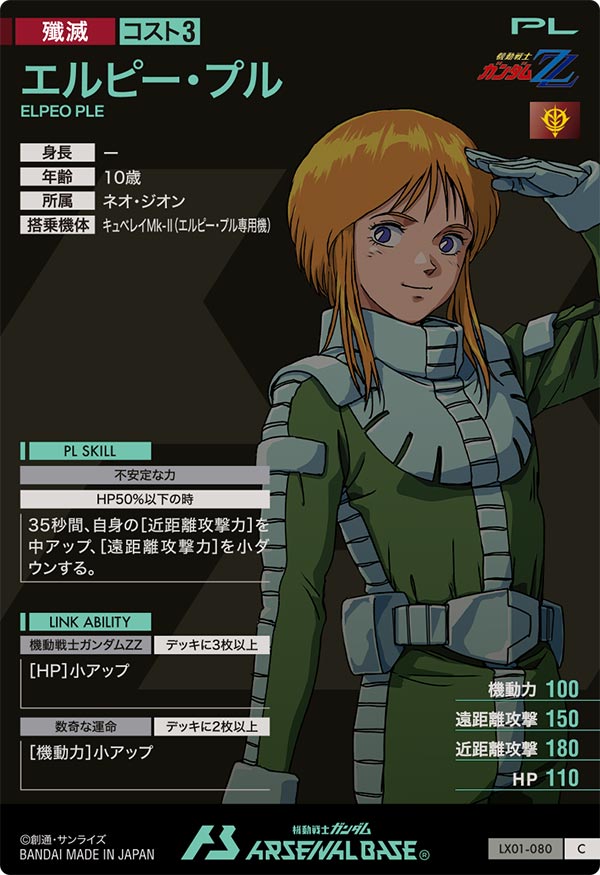 殲滅 コスト3
PL
エルピー・プル
ELPEO PLE
機動戦士
ガンダムZZ
身長 ー
年齢 10歳
所属 ネオ・ジオン
搭乗機体 キュベレイMk-II(エルピー・プル専用機)
PL SKILL
不安定な力
HP50%以下の時
35秒間、自身の[近距離攻撃力]を
中アップ、[遠距離攻撃力]を小ダ
ウンする。
LINK ABILITY
機動戦士ガンダムZZ デッキに3枚以上
[HP]小アップ
数奇な運命 デッキに2枚以上
[機動力]小アップ
機動力 100
遠距離攻撃 150
近距離攻撃 180
HP 110
©創通・サンライズ
BANDAI MADE IN JAPAN
AB
機動戦士ガンダム
ARSENAL BASE®
LX01-080 C